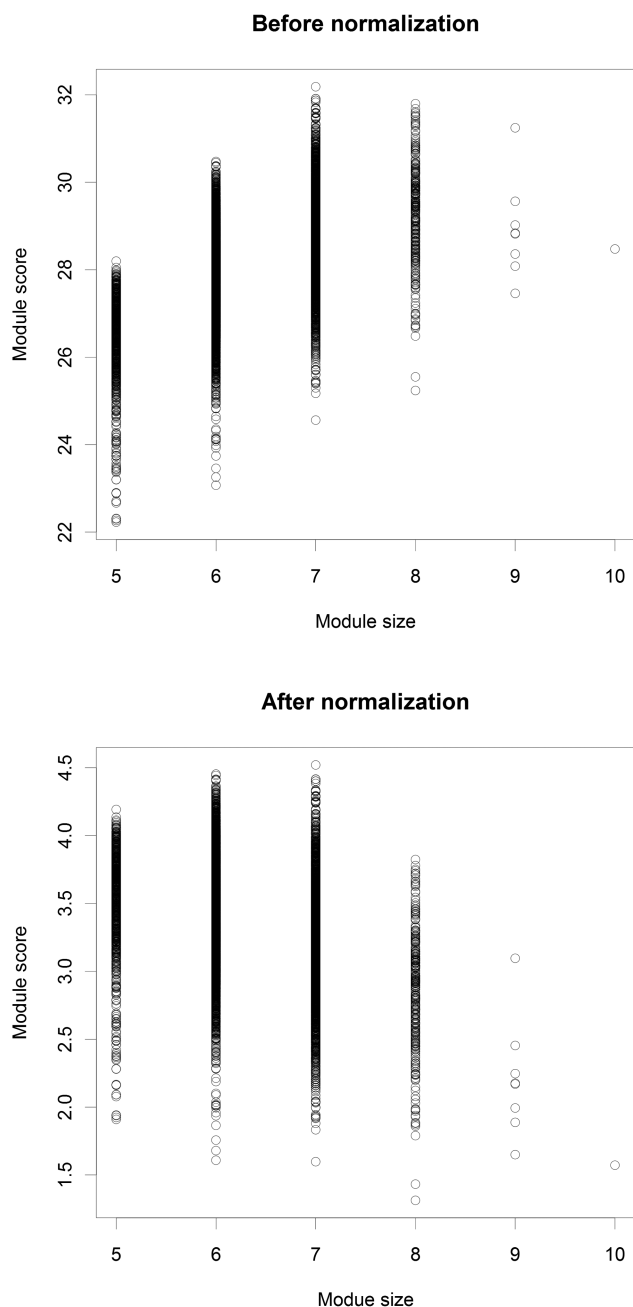 Before normalization
32
30
28
26
24
22
Module score
5 6 7 8 9 10
Module size
After normalization
4.5
4.0
3.5
3.0
2.5
2.0
1.5
Module score
5 6 7 8 9 10
Modue size